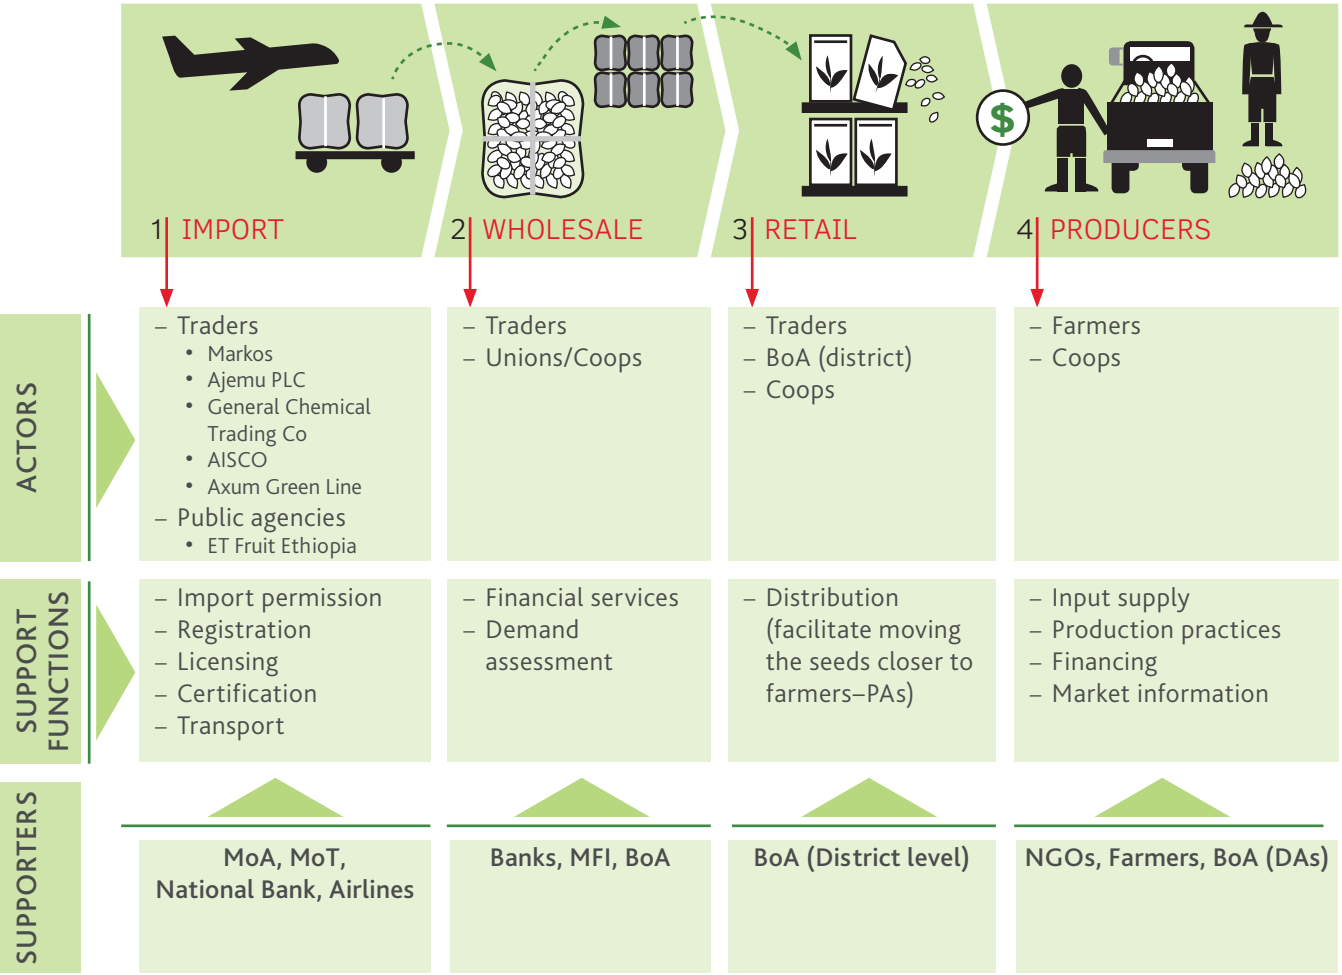 $
1 IMPORT
2 WHOLESALE
3 RETAIL
4 PRODUCERS
ACTORS
– Traders
• Markos
• Ajemu PLC
• General Chemical
Trading Co
• AISCO
• Axum Green Line
– Public agencies
• ET Fruit Ethiopia
– Traders
– Unions/Coops
– Traders
– BoA (district)
– Coops
– Farmers
– Coops
SUPPORT
FUNCTIONS
– Import permission
– Registration
– Licensing
– Certification
– Transport
– Financial services
– Demand
assessment
– Distribution
(facilitate moving
the seeds closer to
farmers–PAs)
– Input supply
– Production practices
– Financing
– Market information
SUPPORTERS
MoA, MoT,
National Bank, Airlines
Banks, MFI, BoA
BoA (District level)
NGOs, Farmers, BoA (DAs)